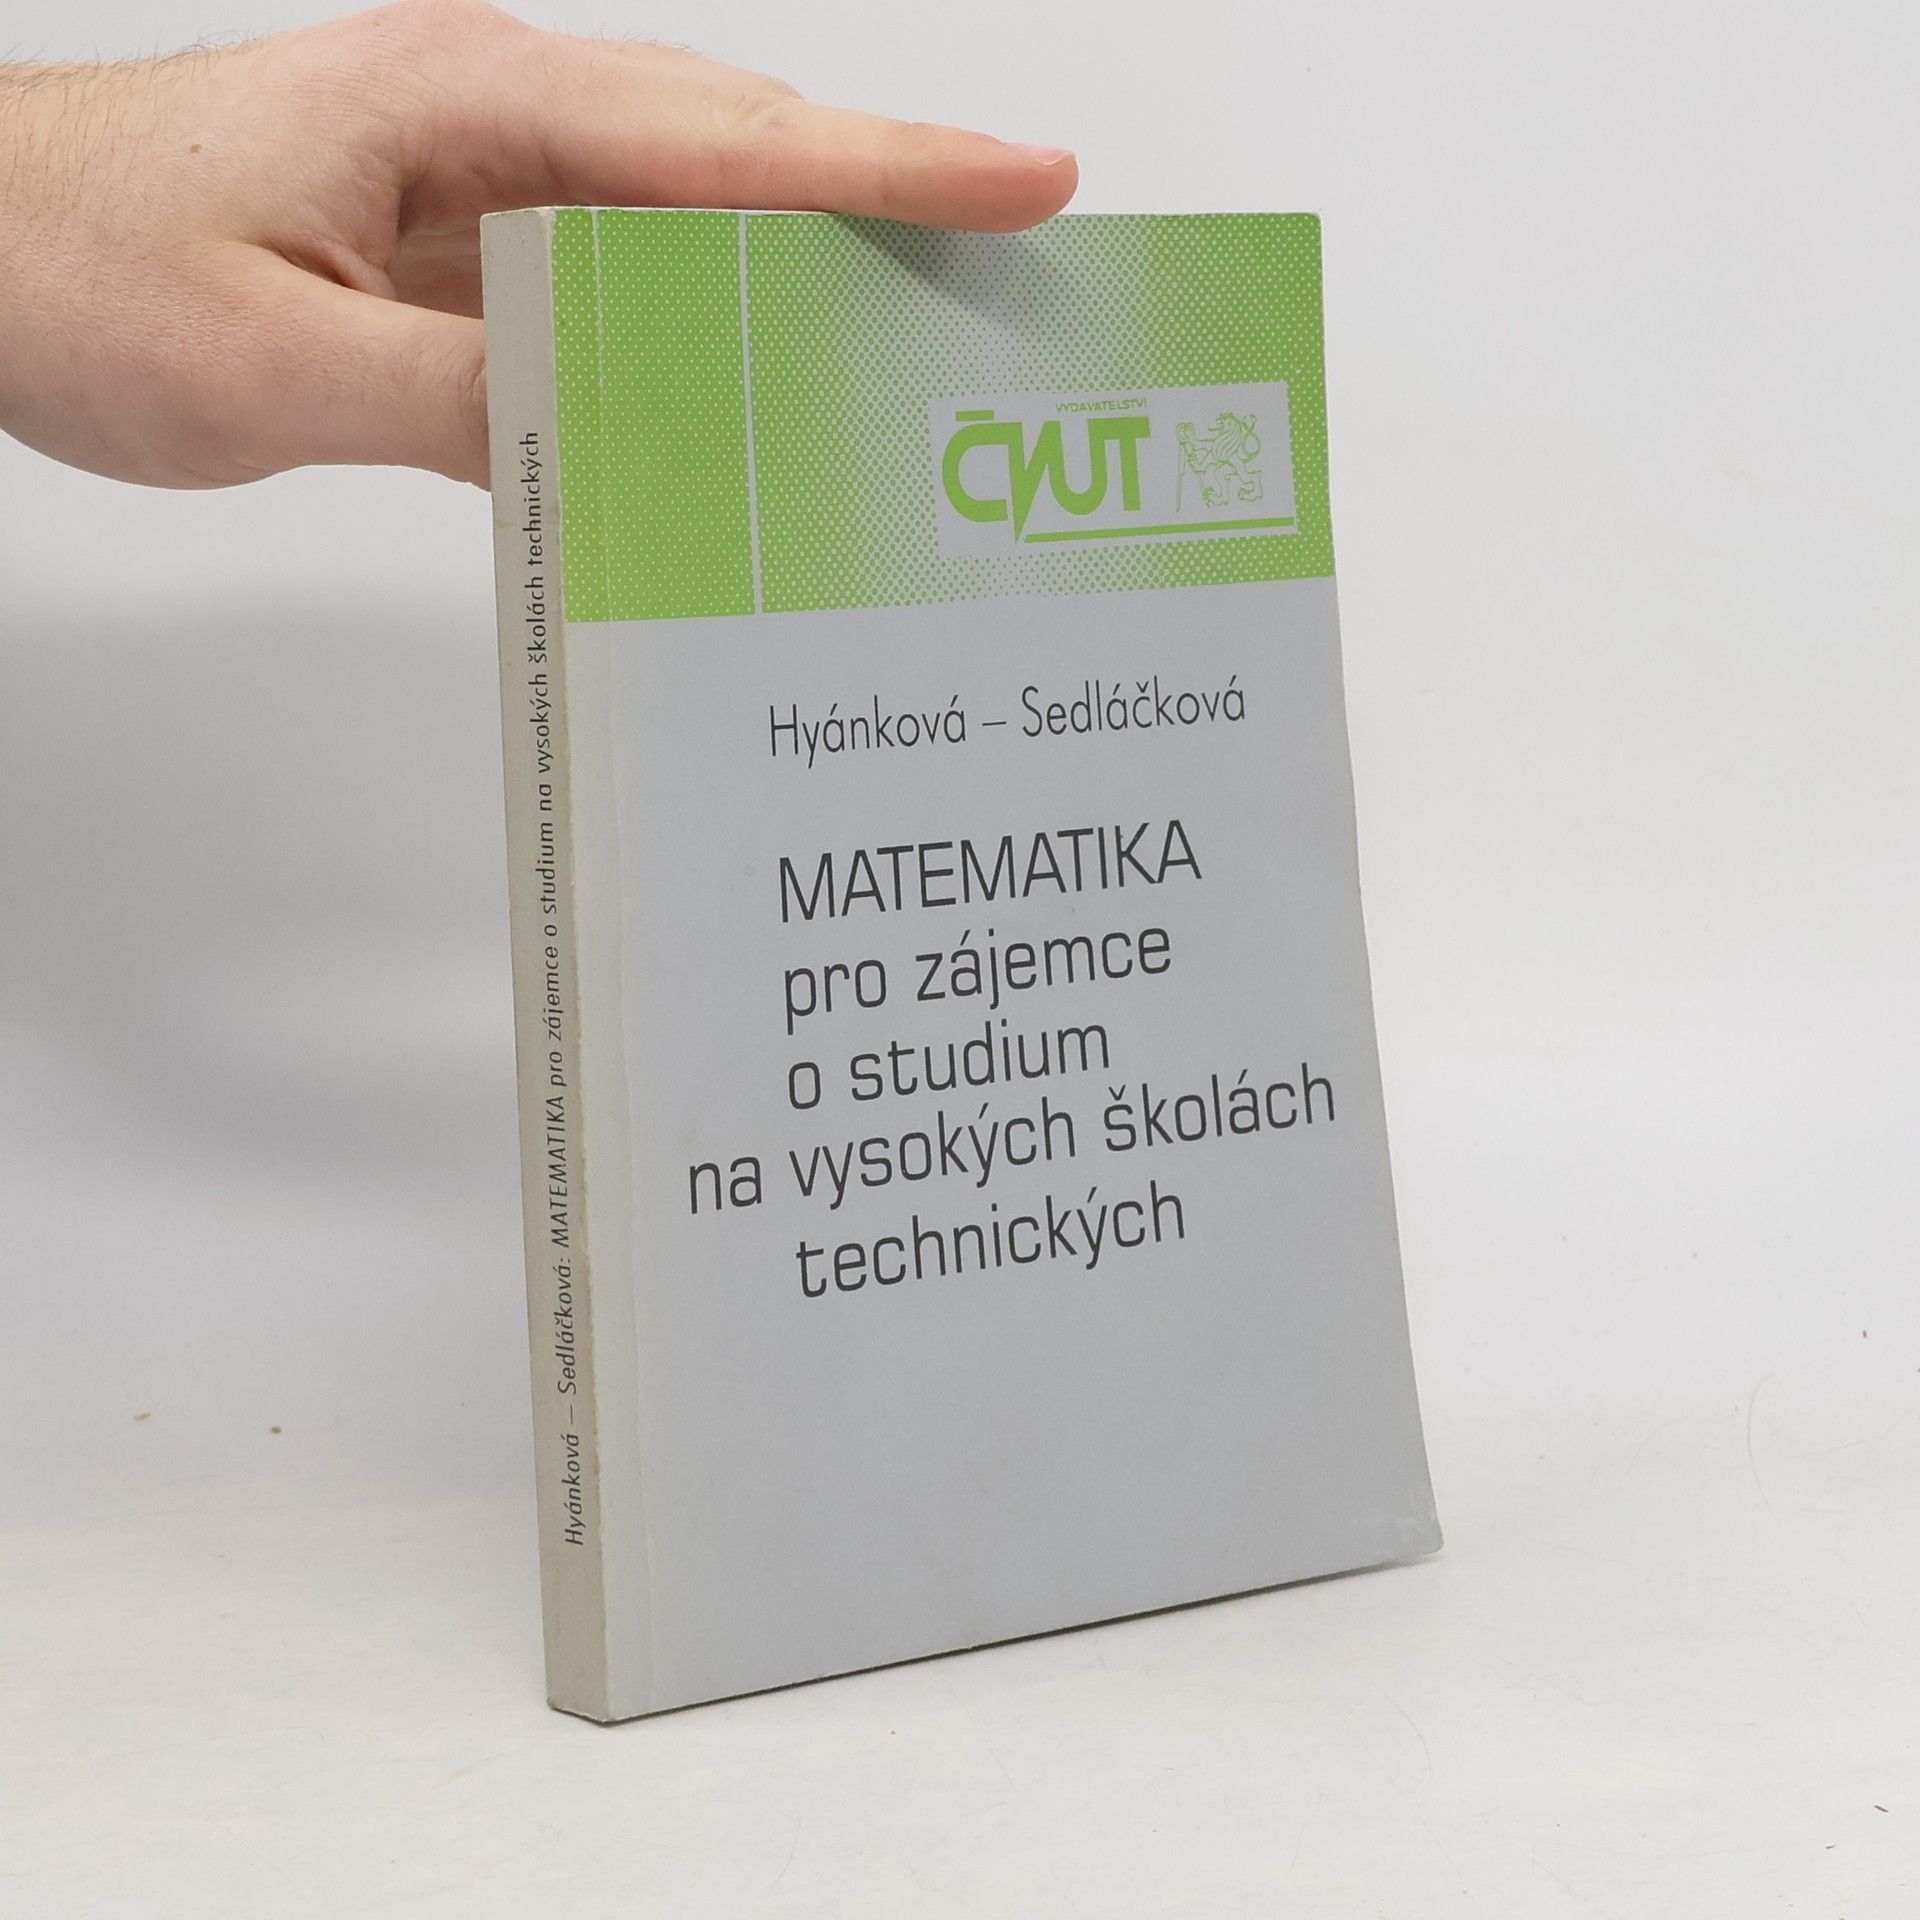 VYDAVATELSTVÍ
ČVUT
Hyánková – Sedláčková
MATEMATIKA
pro zájemce
o studium
na vysokých školách
technických
Hyánková – Sedláčková: MATEMATIKA pro zájemce o studium na vysokých školách technických